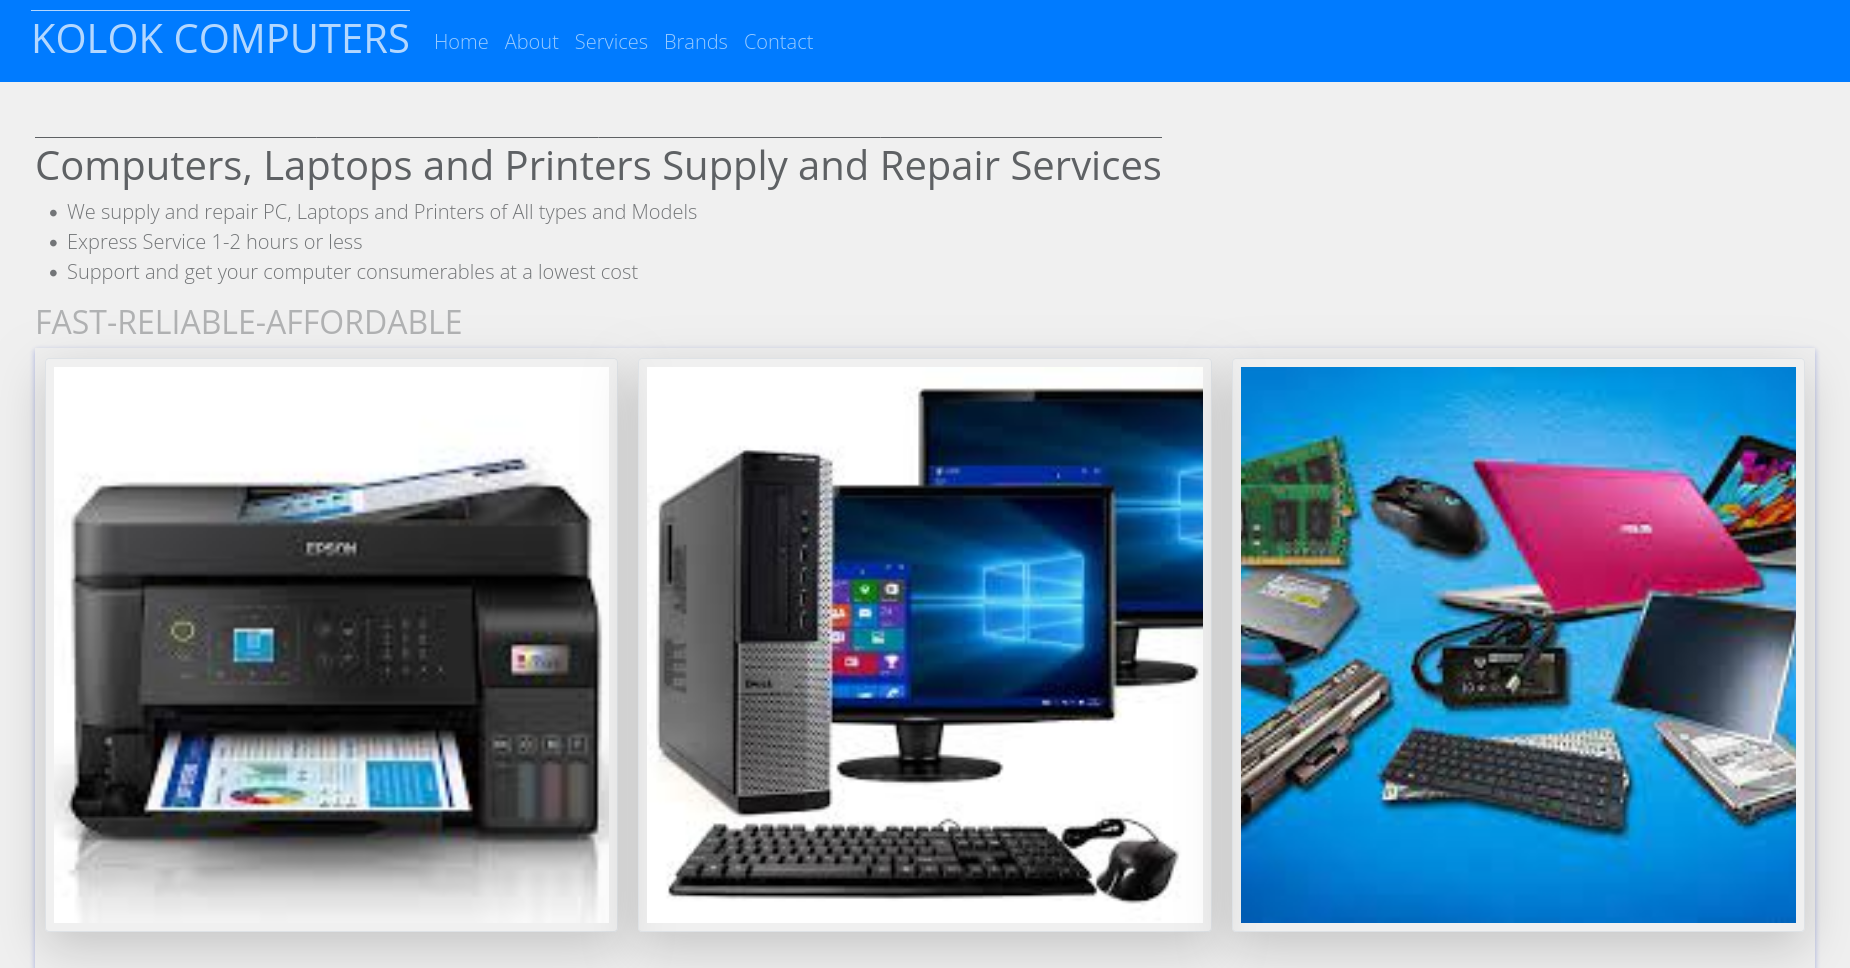 KOLOK COMPUTERS
Home
About
Services
Brands
Contact
Computers, Laptops and Printers Supply and Repair Services
We supply and repair PC, Laptops and Printers of All types and Models
Express Service 1-2 hours or less
Support and get your computer consumerables at a lowest cost
FAST-RELIABLE-AFFORDABLE
EPSON
DELL
ASUS